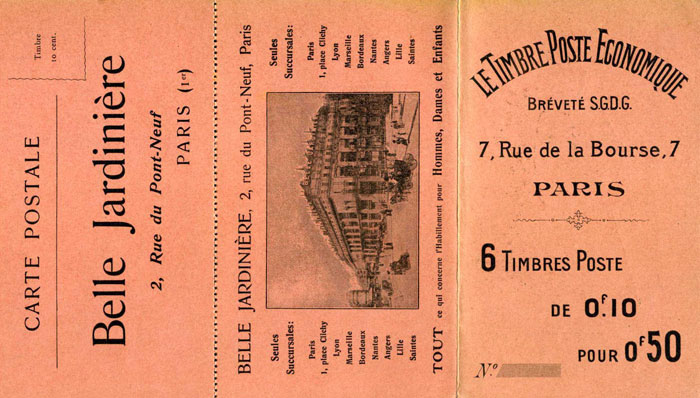 Timbre
10 cent.
CARTE POSTALE
Belle Jardinière
2, Rue du Pont-Neuf
PARIS (1er)
BELLE JARDINIÈRE, 2, rue du Pont-Neuf, Paris
Seules
Succursales:
Paris
1, place Clichy
Lyon
Marseille
Bordeaux
Nantes
Angers
Lille
Saintes
Seules
Succursales:
Paris
1, place Clichy
Lyon
Marseille
Bordeaux
Nantes
Angers
Lille
Saintes
TOUT ce qui concerne l'Habillement pour Hommes, Dames et Enfants
LE TIMBRE POSTE ECONOMIQUE
BRÉVETÉ S.G.D.G.
7, Rue de la Bourse, 7
PARIS
6 TIMBRES POSTE
DE 0f.10
POUR 0f50
No